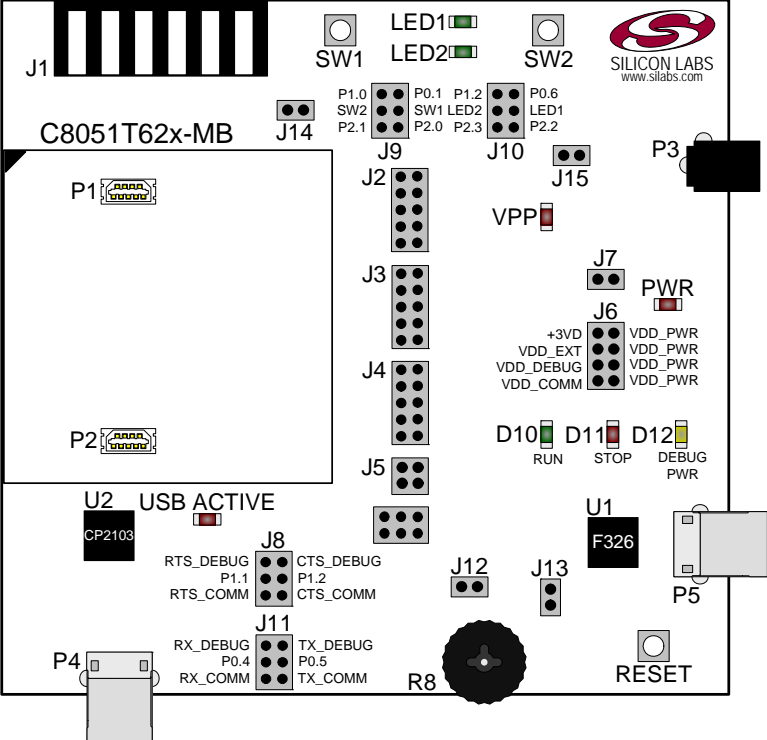 LED1
LED2
J1
SW1
SW2
SILICON LABS
www.silabs.com
P1.0 P0.1 P1.2 P0.6
SW2 SW1 LED2 LED1
P2.1 P2.0 P2.3 P2.2
J14
C8051T62x-MB
J9
J10
J15
P3
P1
J2
VPP
J3
J7
PWR
J6
+3VD VDD_PWR
VDD_EXT VDD_PWR
VDD_DEBUG VDD_PWR
VDD_COMM VDD_PWR
J4
P2
D10 D11 D12
RUN STOP DEBUG
PWR
J5
U2
USB ACTIVE
CP2103
U1
F326
J8
RTS_DEBUG CTS_DEBUG
P1.1 P1.2
RTS_COMM CTS_COMM
J12
J13
P5
J11
RX_DEBUG TX_DEBUG
P0.4 P0.5
RX_COMM TX_COMM
P4
R8
RESET